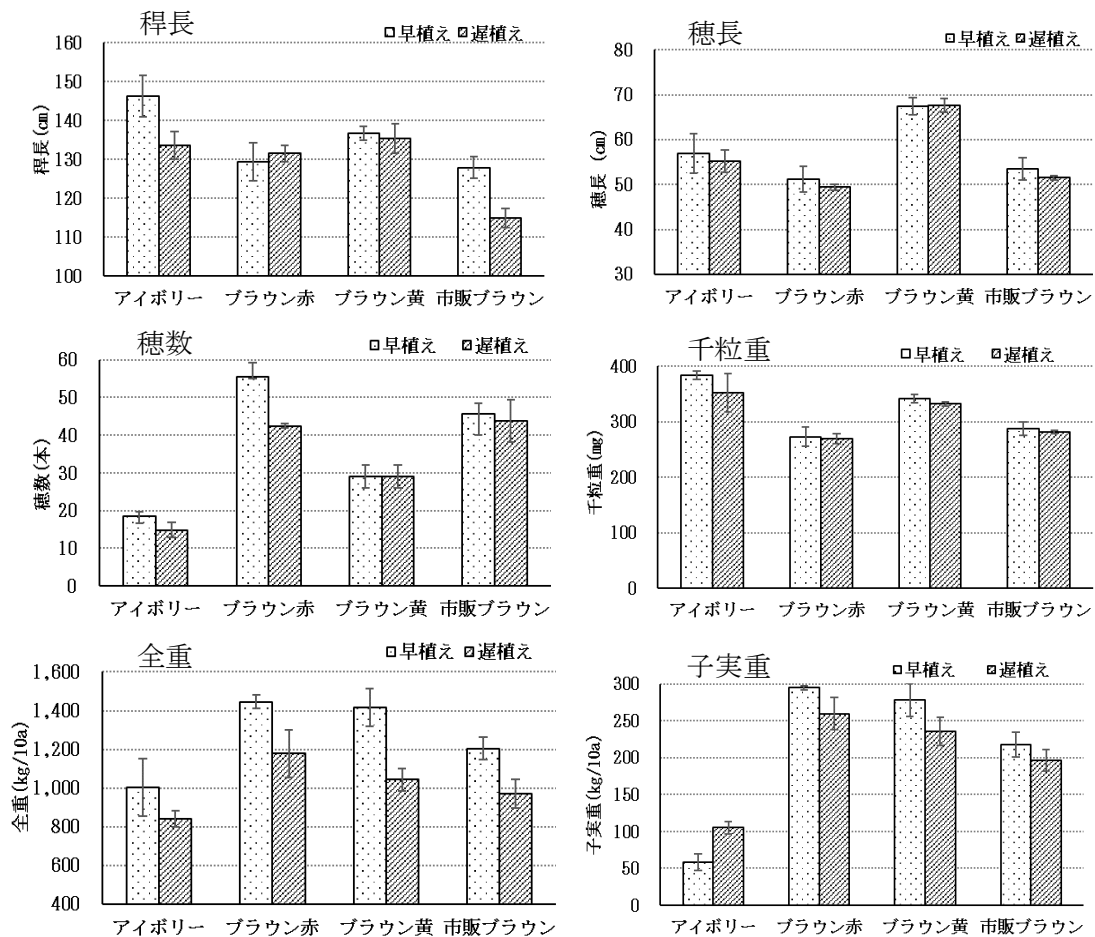 稈長
早植え 遅植え
稈長(cm)
160
150
140
130
120
110
100
アイボリー ブラウン赤 ブラウン黄 市販ブラウン
穂長
早植え 遅植え
穂長 (cm)
80
70
60
50
40
30
アイボリー ブラウン赤 ブラウン黄 市販ブラウン
穂数
早植え 遅植え
穂数(本)
60
50
40
30
20
10
0
アイボリー ブラウン赤 ブラウン黄 市販ブラウン
千粒重
早植え 遅植え
千粒重(mg)
400
300
200
100
0
アイボリー ブラウン赤 ブラウン黄 市販ブラウン
全重
早植え 遅植え
全重(kg/10a)
1,600
1,400
1,200
1,000
800
600
400
アイボリー ブラウン赤 ブラウン黄 市販ブラウン
子実重
早植え 遅植え
子実重(kg/10a)
300
250
200
150
100
50
0
アイボリー ブラウン赤 ブラウン黄 市販ブラウン